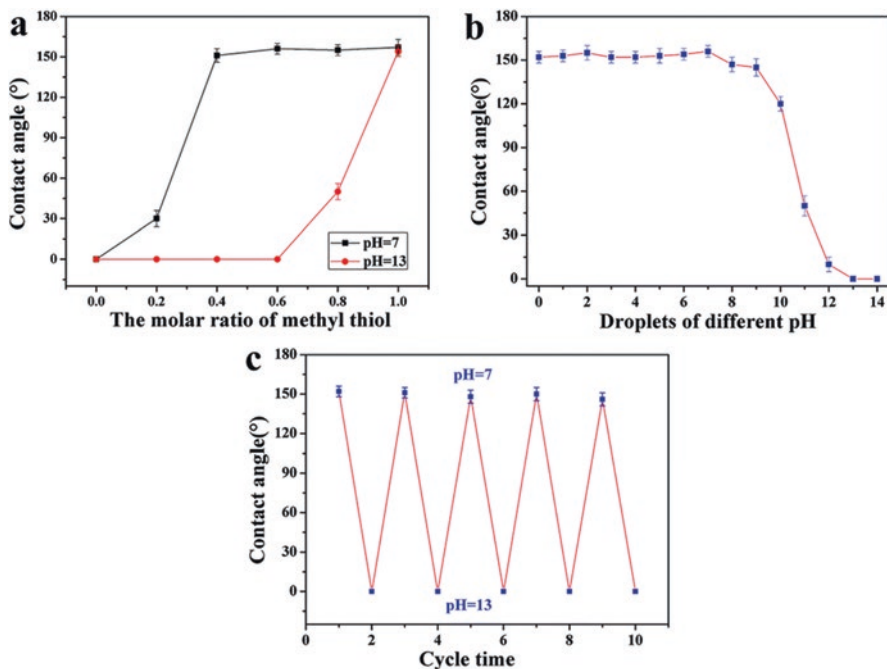 a
180
150
120
90
60
30
0
Contact angle (°)
pH=7
pH=13
0.0 0.2 0.4 0.6 0.8 1.0
The molar ratio of methyl thiol
b
180
150
120
90
60
30
0
Contact angle(°)
0 2 4 6 8 10 12 14
Droplets of different pH
c
180
150
120
90
60
30
0
Contact angle(°)
pH=7
pH=13
0 2 4 6 8 10
Cycle time